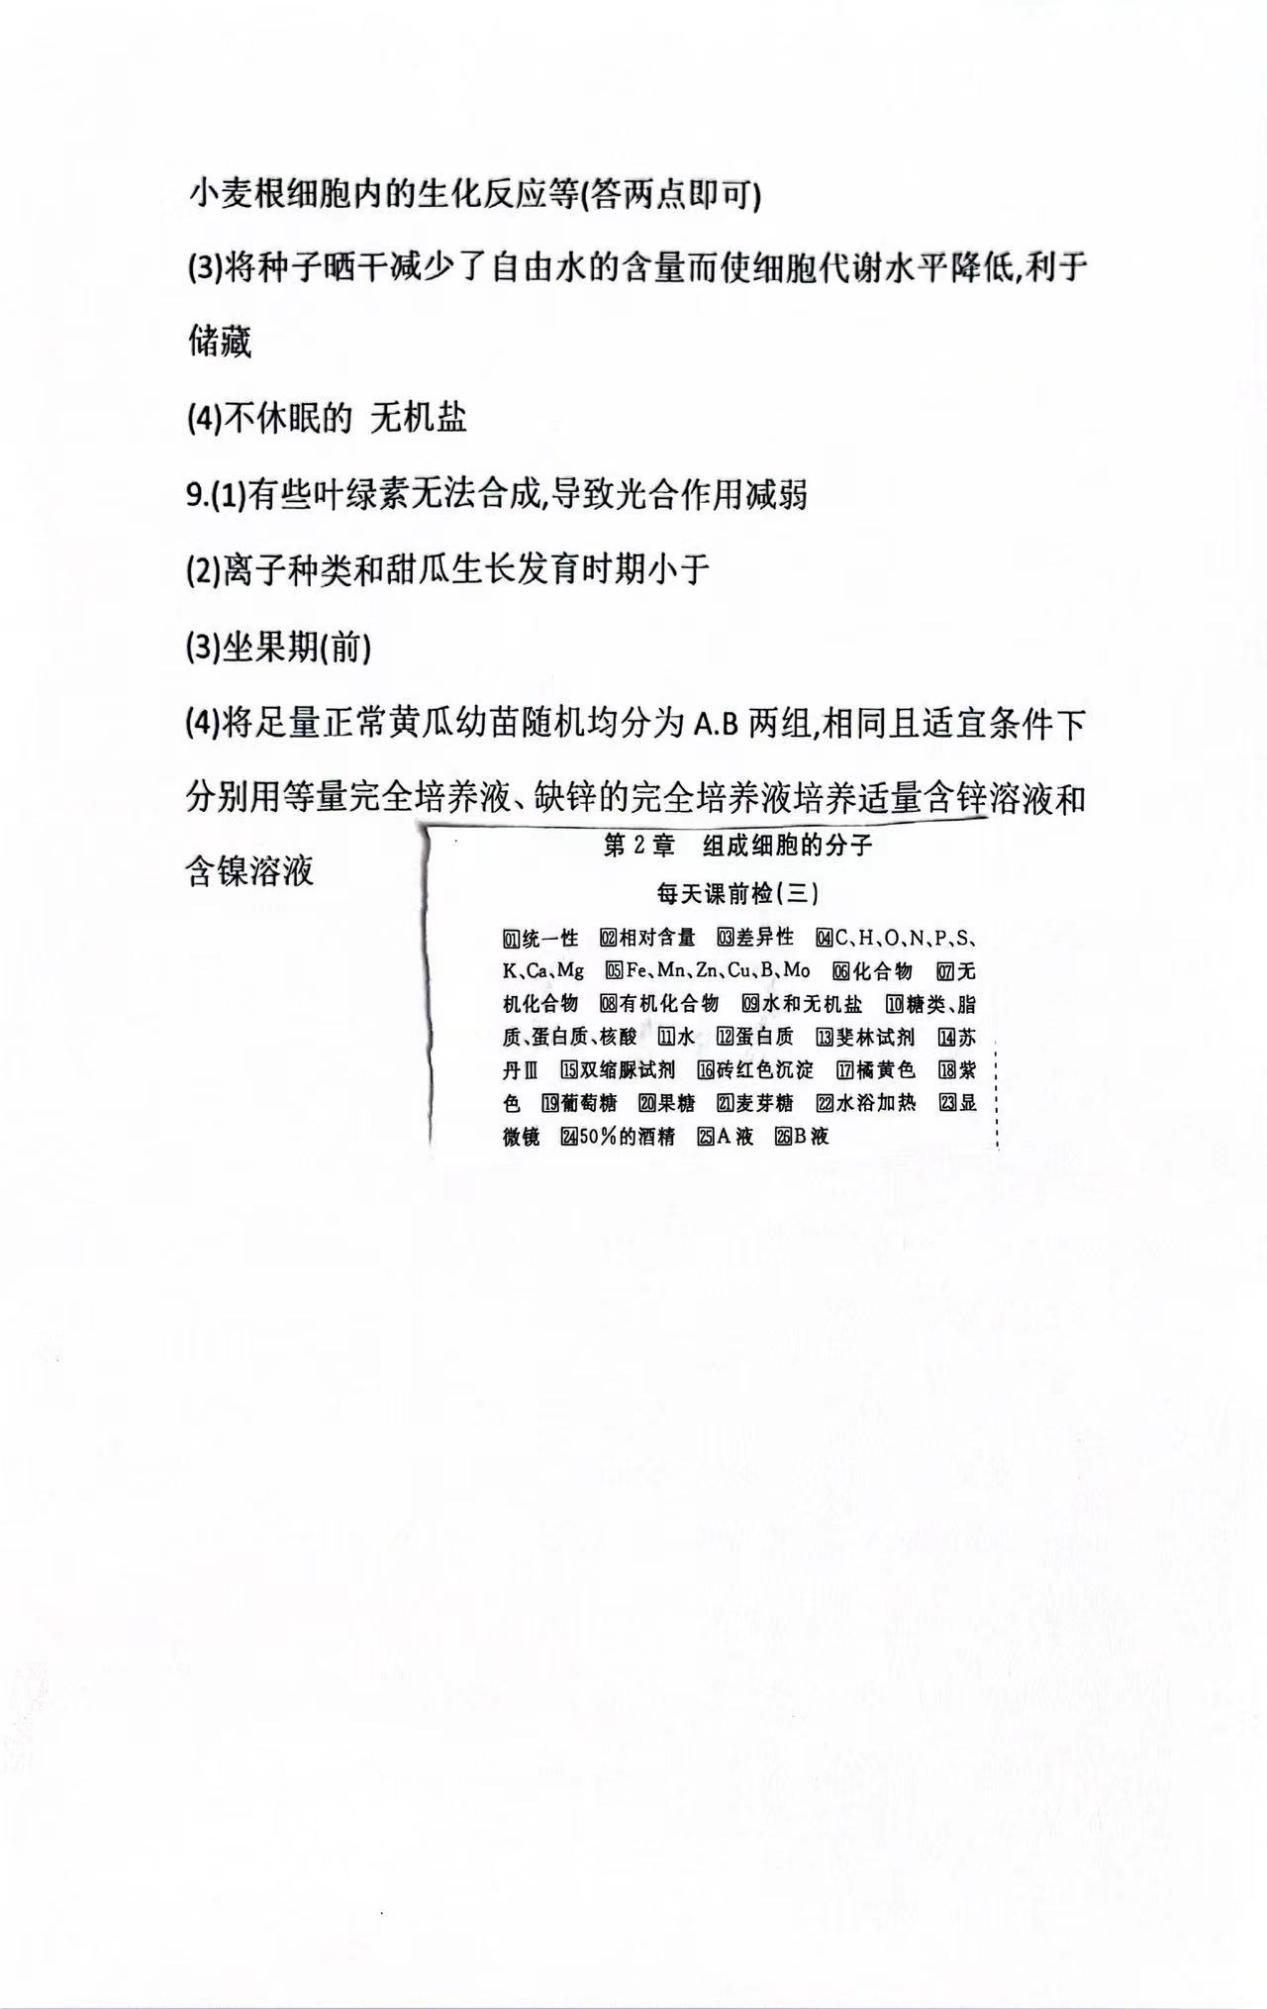 小麦根细胞内的生化反应等(答两点即可)
(3)将种子晒干减少了自由水的含量而使细胞代谢水平降低,利于
储藏
(4)不休眠的 无机盐
9.(1)有些叶绿素无法合成,导致光合作用减弱
(2)离子种类和甜瓜生长发育时期小于
(3)坐果期(前)
(4)将足量正常黄瓜幼苗随机均分为 A.B 两组,相同且适宜条件下
分别用等量完全培养液、缺锌的完全培养液培养适量含锌溶液和
含镍溶液
第 2 章 组成细胞的分子
每天课前检(三)
01统一性 02相对含量 03差异性 04C、H、O、N、P、S、
K、Ca、Mg 05Fe、Mn、Zn、Cu、B、Mo 06化合物 07无
机化合物 08有机化合物 09水和无机盐 10糖类、脂
质、蛋白质、核酸 11水 12蛋白质 13斐林试剂 14苏
丹Ⅲ 15双缩脲试剂 16砖红色沉淀 17橘黄色 18紫
色 19葡萄糖 20果糖 21麦芽糖 22水浴加热 23显
微镜 2450%的酒精 25A 液 26B 液